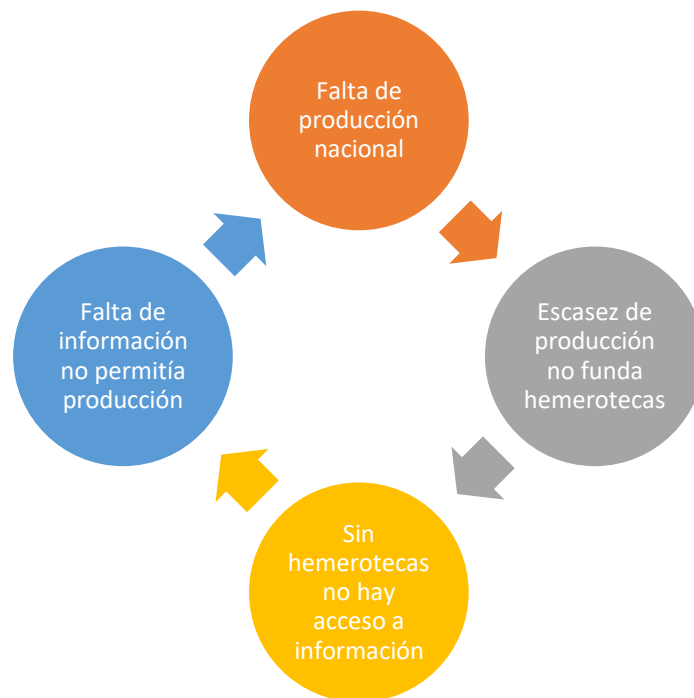 Falta de
producción
nacional
Escasez de
producción
no funda
hemerotecas
Sin
hemerotecas
no hay
acceso a
información
Falta de
información
no permitía
producción